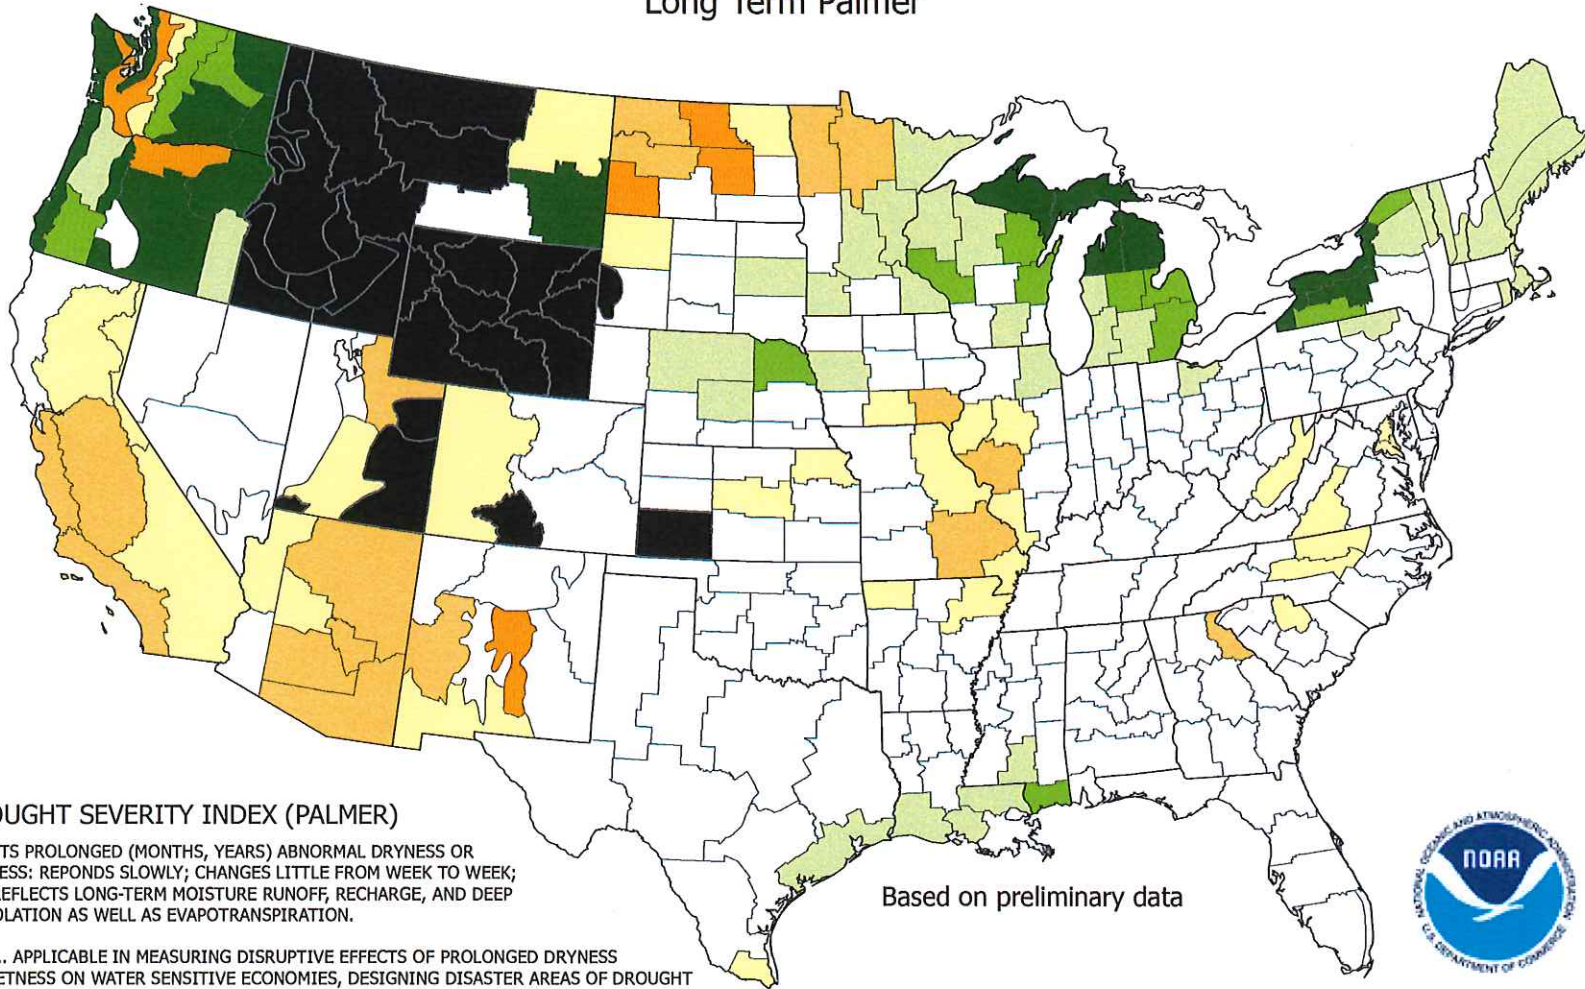 Long Term Palmer
OUGHT SEVERITY INDEX (PALMER)
TS PROLONGED (MONTHS, YEARS) ABNORMAL DRYNESS OR
ESS: REPONDS SLOWLY; CHANGES LITTLE FROM WEEK TO WEEK;
EFLECTS LONG-TERM MOISTURE RUNOFF, RECHARGE, AND DEEP
OLATION AS WELL AS EVAPOTRANSPIRATION.
.. APPLICABLE IN MEASURING DISRUPTIVE EFFECTS OF PROLONGED DRYNESS
ETNESS ON WATER SENSITIVE ECONOMIES, DESIGNING DISASTER AREAS OF DROUGHT
Based on preliminary data
NATIONAL OCEANIC AND ATMOSPHERIC ADMINISTRATION
NOAA
U.S. DEPARTMENT OF COMMERCE